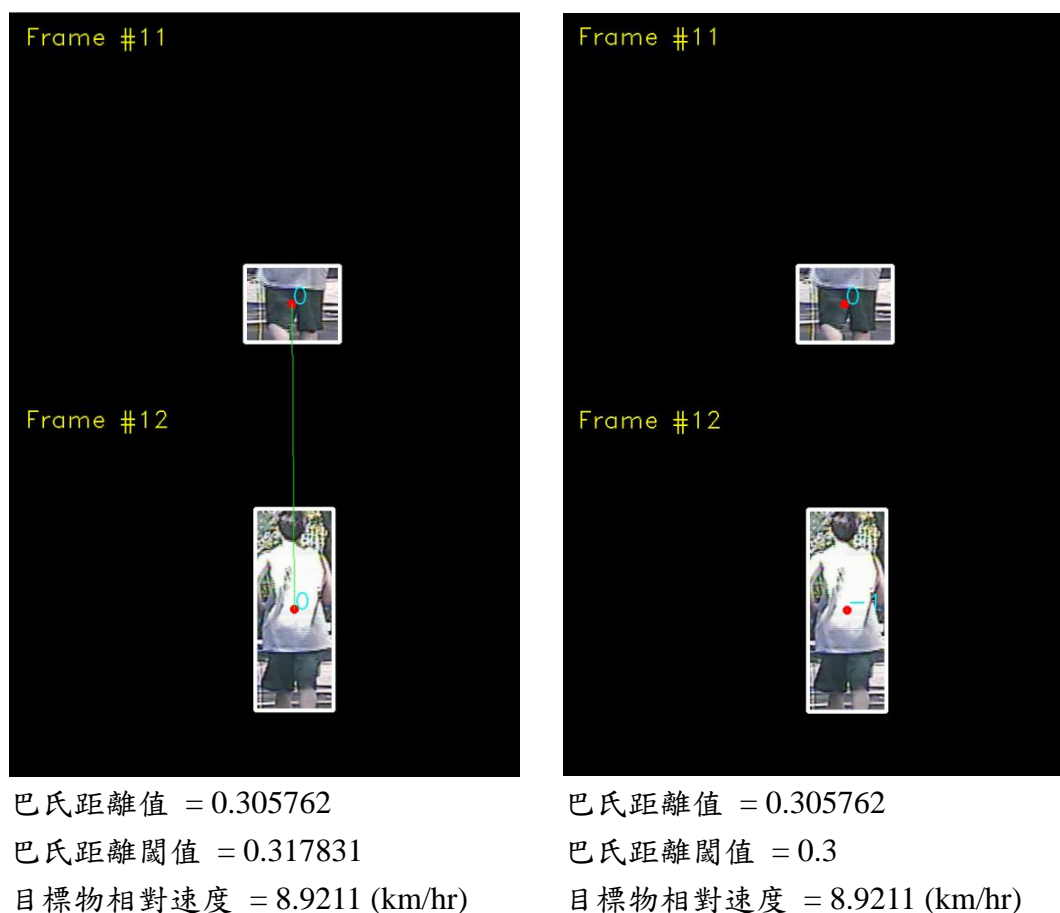 Frame #11
0
Frame #12
0
巴氏距離值 = 0.305762
巴氏距離閾值 = 0.317831
目標物相對速度 = 8.9211 (km/hr)
Frame #11
0
Frame #12
-1
巴氏距離值 = 0.305762
巴氏距離閾值 = 0.3
目標物相對速度 = 8.9211 (km/hr)